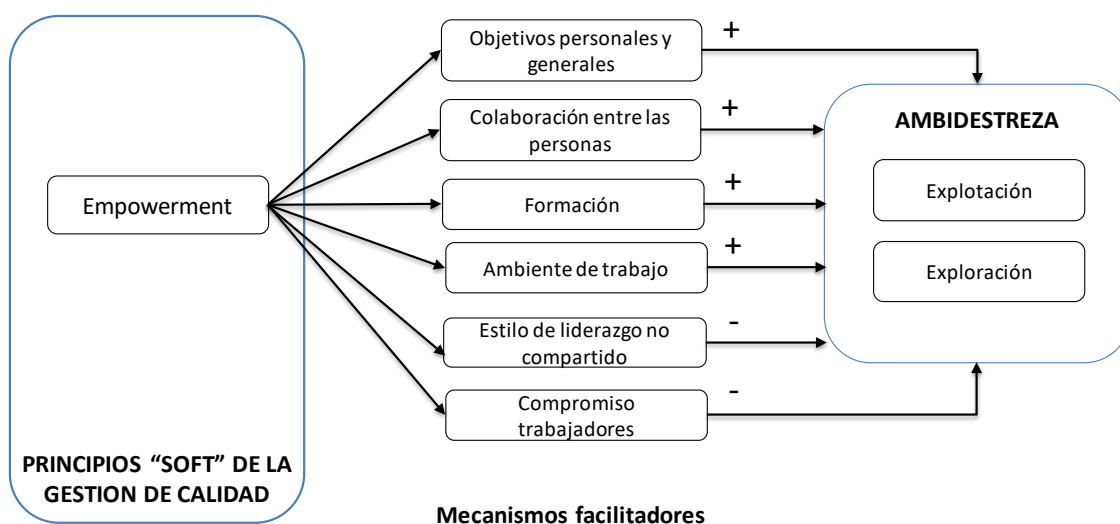 Objetivos personales y
generales
+
Colaboración entre las
personas
+
AMBIDESTREZA
Empowerment
Formación
+
Explotación
Ambiente de trabajo
+
Exploración
Estilo de liderazgo no
compartido
-
Compromiso
trabajadores
-
PRINCIPIOS “SOFT” DE LA
GESTION DE CALIDAD
Mecanismos facilitadores